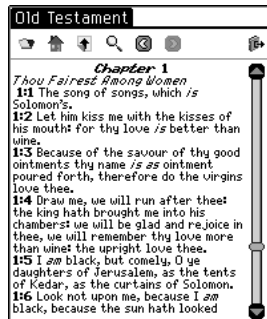 Old Testament
Chapter 1
Thou Fairest Among Women
1:1 The song of songs, which is
Solomon's.
1:2 Let him kiss me with the kisses of
his mouth: for thy love is better than
wine.
1:3 Because of the savour of thy good
ointments thy name is as ointment
poured forth, therefore do the virgins
love thee.
1:4 Draw me, we will run after thee:
the king hath brought me into his
chambers: we will be glad and rejoice in
thee, we will remember thy love more
than wine: the upright love thee.
1:5 I am black, but comely, O ye
daughters of Jerusalem, as the tents
of Kedar, as the curtains of Solomon.
1:6 Look not upon me, because I am
black, because the sun hath looked